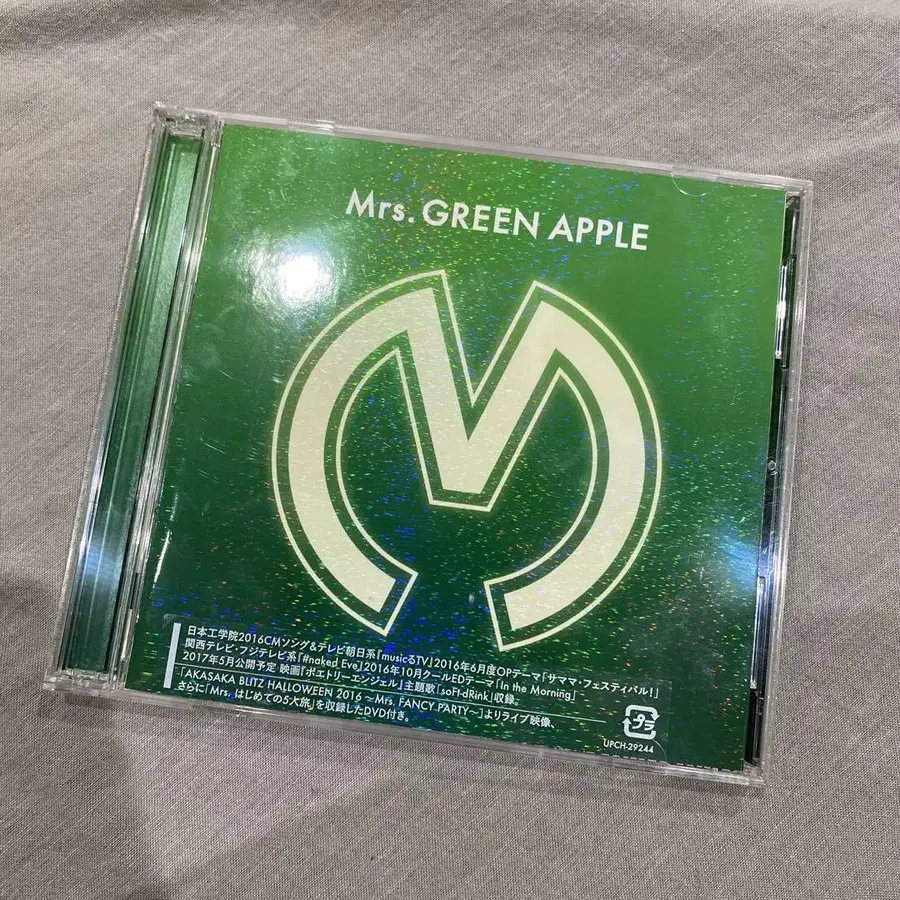 Mrs. GREEN APPLE
日本工学院2016CMソング&テレビ朝日系「musicるTV」2016年6月度OPテーマ「サママ・フェスティバル!」
関西テレビ・フジテレビ系「#naked_Eve」2016年10月クールEDテーマ「In the Morning」
2017年5月公開予定 映画「ポエトリーエンジェル」主題歌「soFt-dRink」収録。
「AKASAKA BLITZ HALLOWEEN 2016 ～Mrs. FANCY PARTY～」よりライブ映像、
さらに「Mrs. はじめての5大旅」を収録したDVD付き。
プラ
UPCH-29244